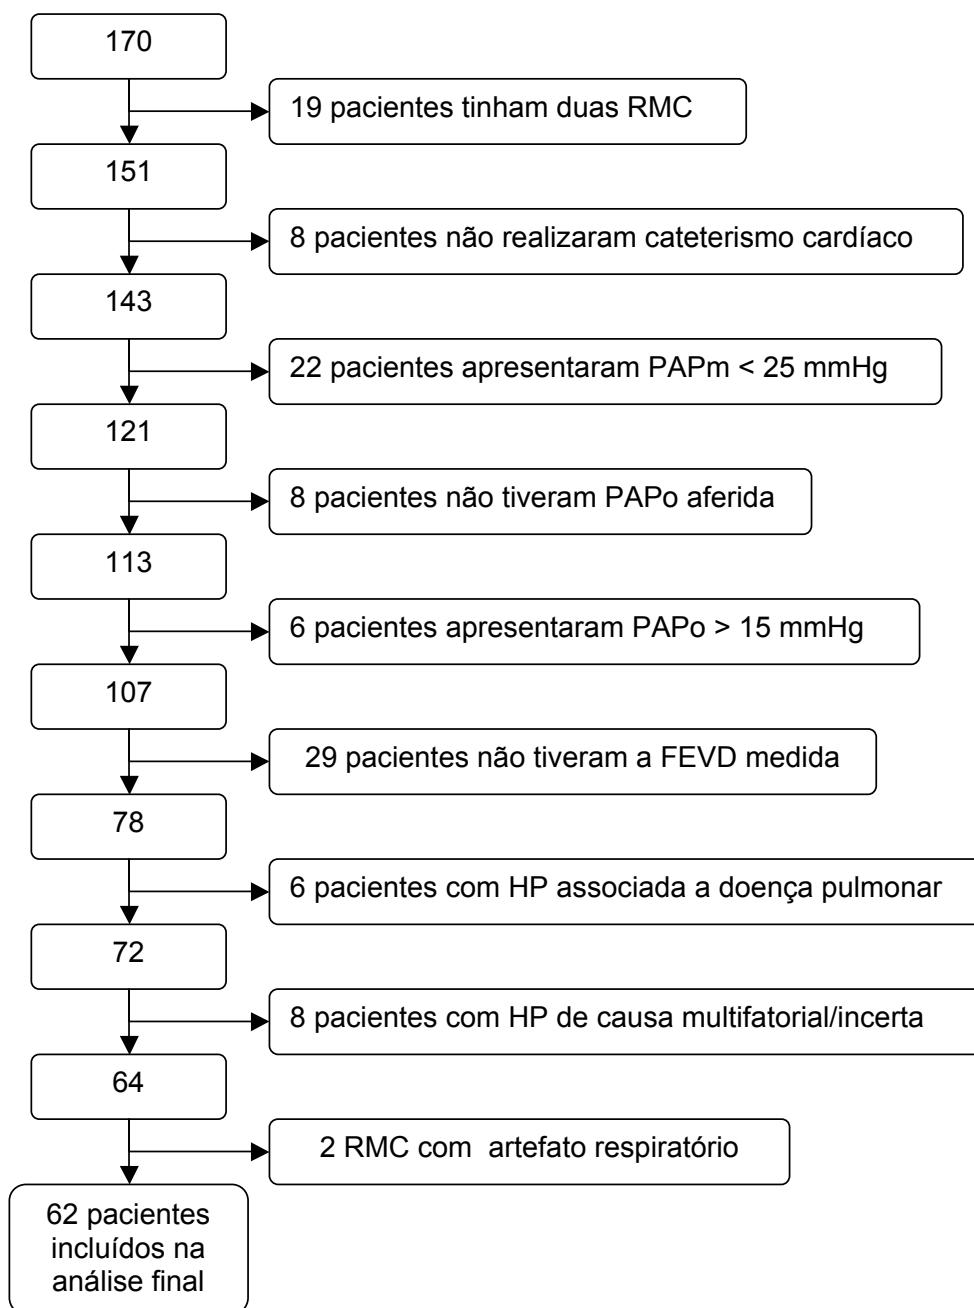 170
19 pacientes tinham duas RMC
151
8 pacientes não realizaram cateterismo cardíaco
143
22 pacientes apresentaram PAPm < 25 mmHg
121
8 pacientes não tiveram PAPo aferida
113
6 pacientes apresentaram PAPo > 15 mmHg
107
29 pacientes não tiveram a FEVD medida
78
6 pacientes com HP associada a doença pulmonar
72
8 pacientes com HP de causa multifatorial/incerta
64
2 RMC com artefato respiratório
62 pacientes
incluídos na
análise final